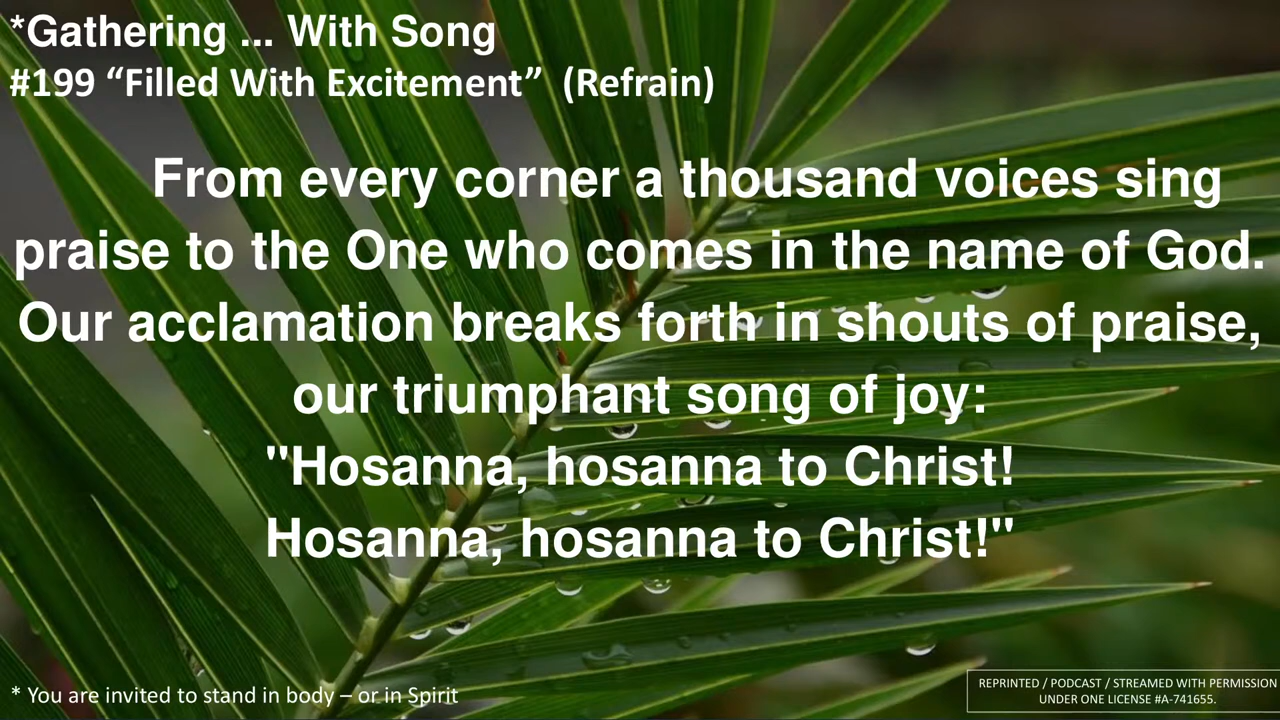 *Gathering ... With Song
#199 “Filled With Excitement” (Refrain)
From every corner a thousand voices sing
praise to the One who comes in the name of God.
Our acclamation breaks forth in shouts of praise,
our triumphant song of joy:
"Hosanna, hosanna to Christ!
Hosanna, hosanna to Christ!"
* You are invited to stand in body – or in Spirit
REPRINTED / PODCAST / STREAMED WITH PERMISSION
UNDER ONE LICENSE #A-741655.